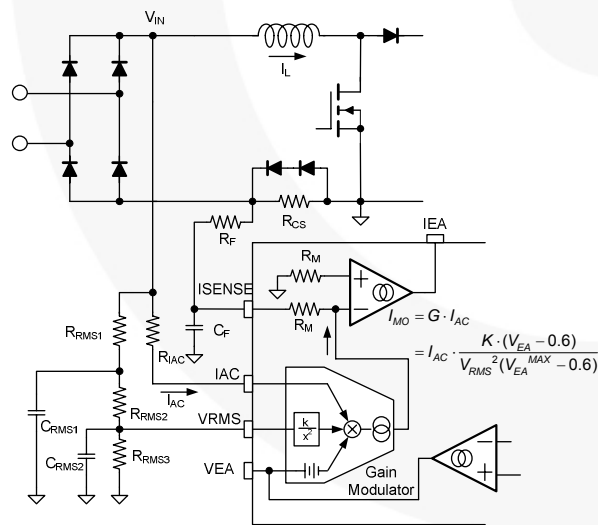 V_IN
I_L
R_CS
R_F
IEA
R_M
ISENSE
R_M
C_F
I_MO = G · I_AC
= I_AC · K · (V_EA − 0.6) / V_RMS² (V_EA^MAX − 0.6)
R_RMS1
R_IAC
IAC
I_AC
R_RMS2
C_RMS1
VRMS
k
x²
C_RMS2
R_RMS3
VEA
Gain
Modulator